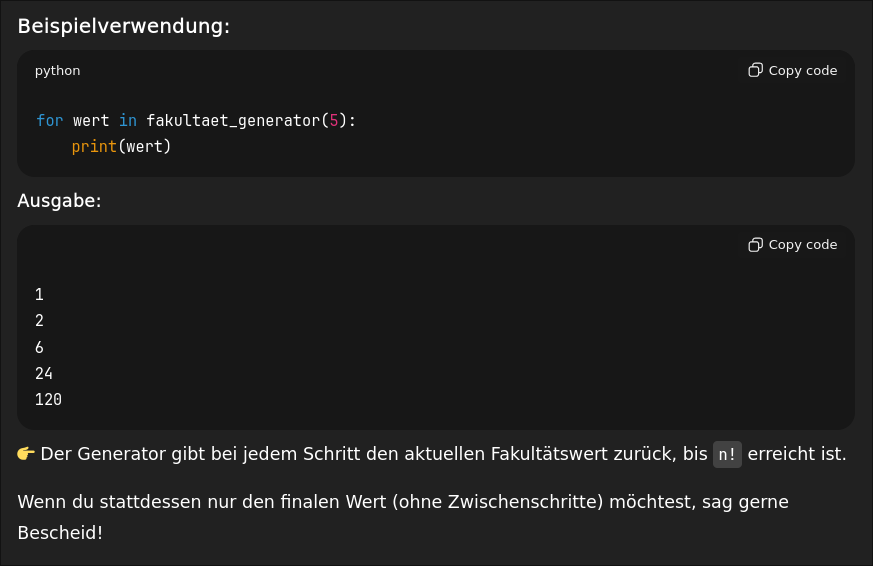 Beispielverwendung:
python
Copy code
for wert in fakultaet_generator(5):
    print(wert)
Ausgabe:
Copy code
1
2
6
24
120
👉 Der Generator gibt bei jedem Schritt den aktuellen Fakultätswert zurück, bis n! erreicht ist.
Wenn du stattdessen nur den finalen Wert (ohne Zwischenschritte) möchtest, sag gerne
Bescheid!